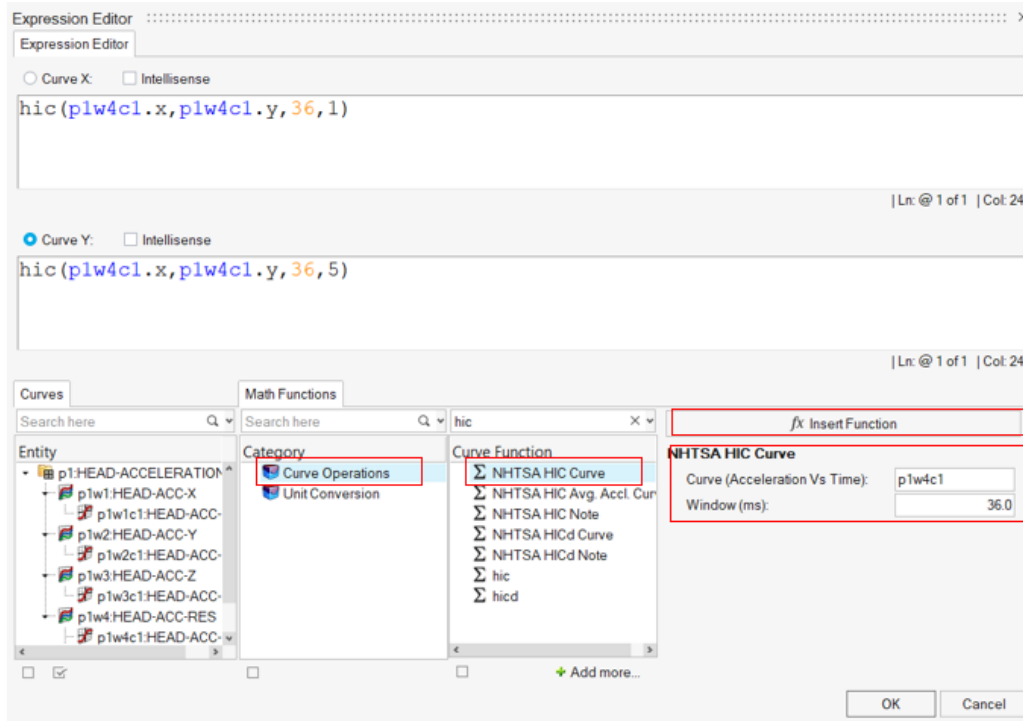 Expression Editor
Expression Editor
Curve X: Intellisense
hic(p1w4c1.x,p1w4c1.y,36,1)
| Ln: @ 1 of 1 | Col: 24
Curve Y: Intellisense
hic(p1w4c1.x,p1w4c1.y,36,5)
| Ln: @ 1 of 1 | Col: 24
Curves Math Functions
Search here Search here hic fx Insert Function
Entity Category Curve Function NHTSA HIC Curve
p1:HEAD-ACCELERATION Curve Operations Σ NHTSA HIC Curve Curve (Acceleration Vs Time): p1w4c1
p1w1:HEAD-ACC-X Unit Conversion Σ NHTSA HIC Avg. Accl. Cur Window (ms): 36.0
p1w1c1:HEAD-ACC- Σ NHTSA HIC Note
p1w2:HEAD-ACC-Y Σ NHTSA HICd Curve
p1w2c1:HEAD-ACC- Σ NHTSA HICd Note
p1w3:HEAD-ACC-Z Σ hic
p1w3c1:HEAD-ACC- Σ hicd
p1w4:HEAD-ACC-RES
p1w4c1:HEAD-ACC-
Add more...
OK Cancel